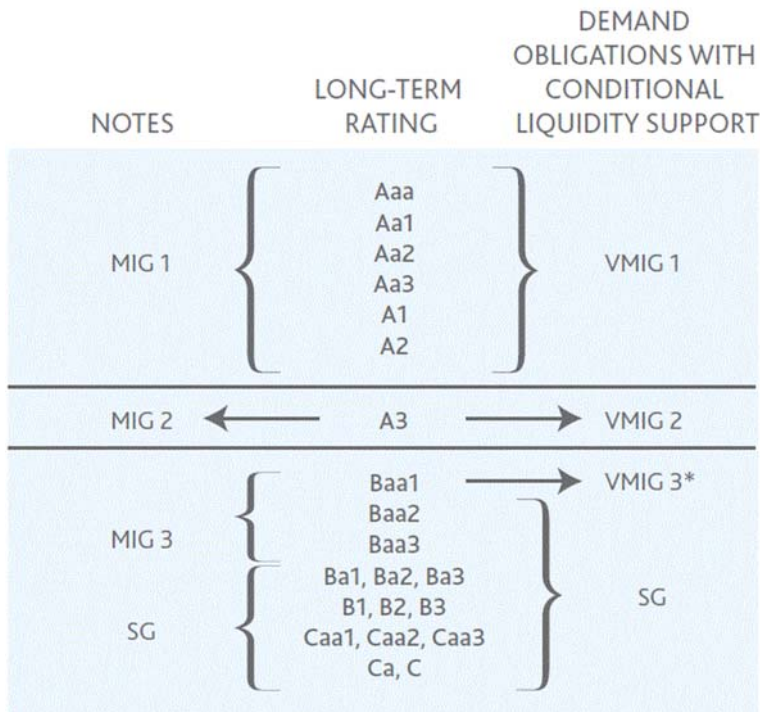 NOTES
LONG-TERM
RATING
DEMAND
OBLIGATIONS WITH
CONDITIONAL
LIQUIDITY SUPPORT
MIG 1
Aaa
Aa1
Aa2
Aa3
A1
A2
VMIG 1
MIG 2
A3
VMIG 2
MIG 3
Baa1
Baa2
Baa3
VMIG 3*
SG
Ba1, Ba2, Ba3
B1, B2, B3
Caa1, Caa2, Caa3
Ca, C
SG